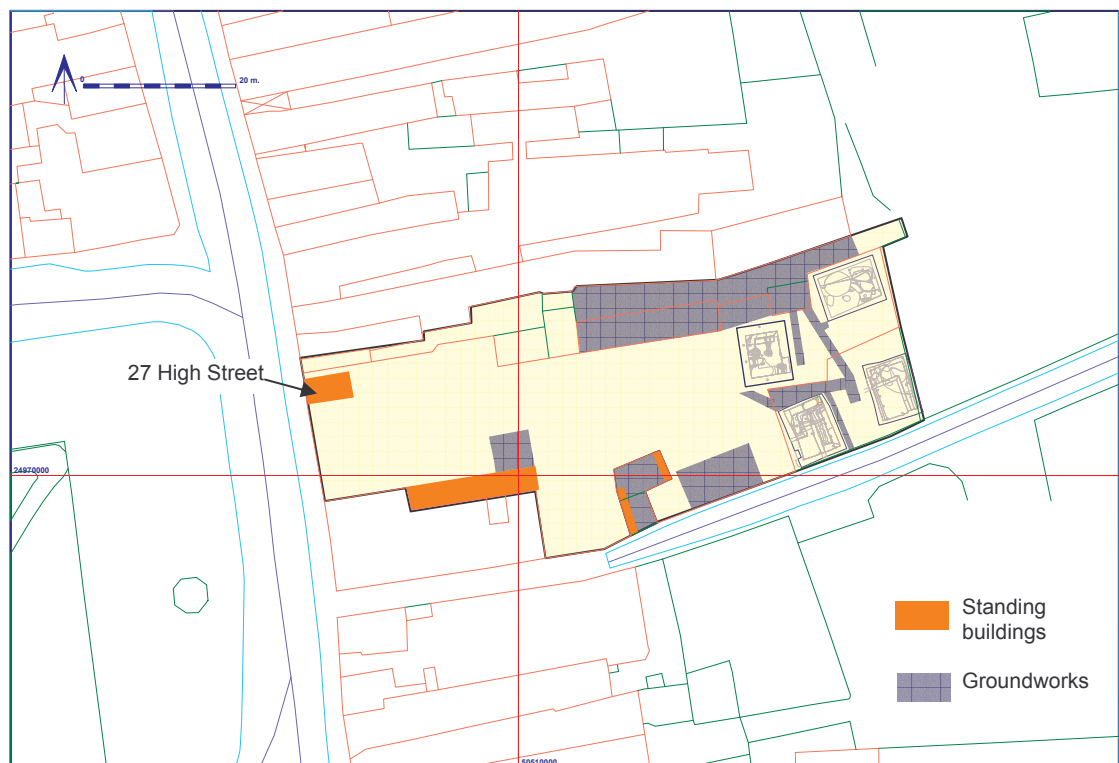 0
20 m.
27 High Street
24970000
Standing
buildings
Groundworks
50510000